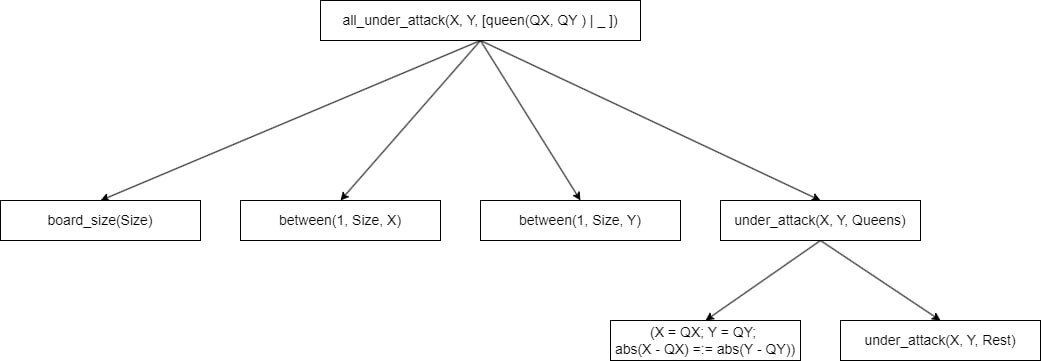 all_under_attack(X, Y, [queen(QX, QY ) | _ ])
board_size(Size)
between(1, Size, X)
between(1, Size, Y)
under_attack(X, Y, Queens)
(X = QX; Y = QY;
abs(X - QX) =:= abs(Y - QY))
under_attack(X, Y, Rest)